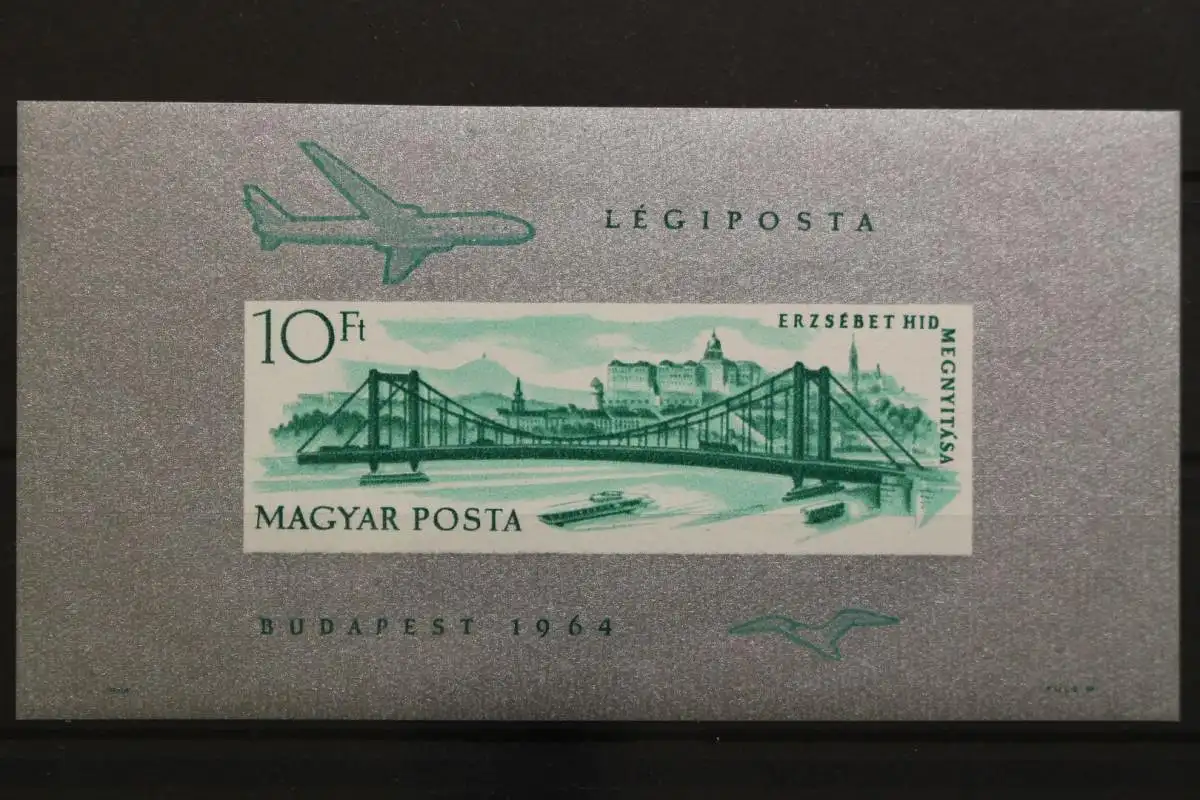 LÉGIPOSTA
10Ft
ERZSÉBET HID
MEGNYITÁSA
MAGYAR POSTA
BUDAPEST 1964